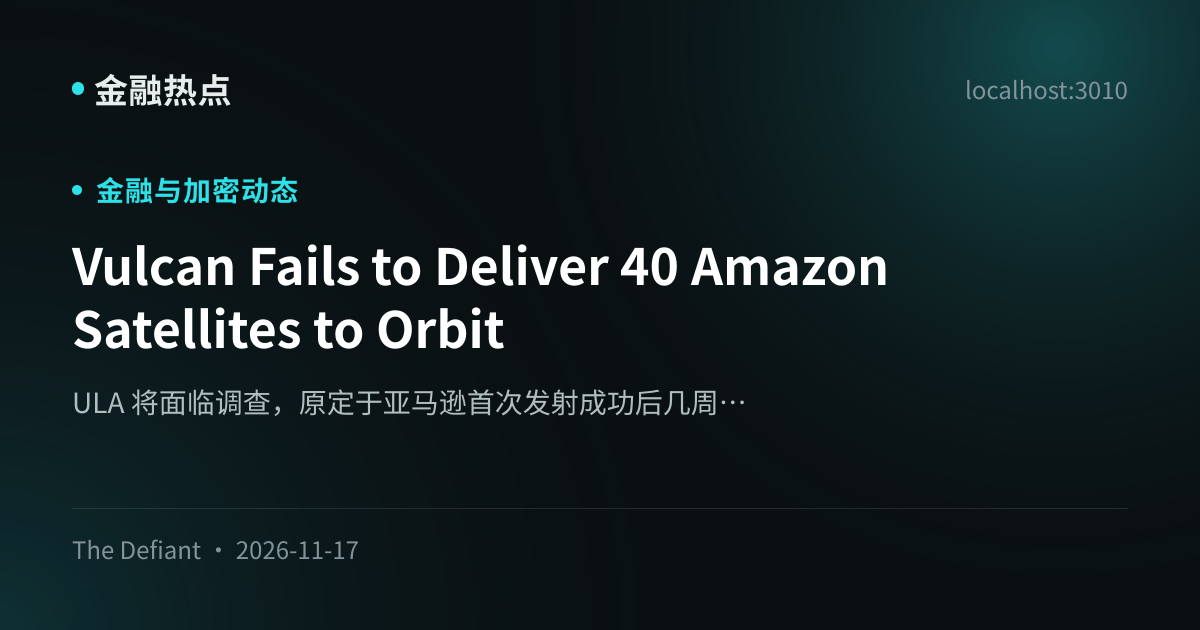 金融热点
localhost:3010
金融与加密动态
Vulcan Fails to Deliver 40 Amazon
Satellites to Orbit
ULA 将面临调查，原定于亚马逊首次发射成功后几周…
The Defiant • 2026-11-17